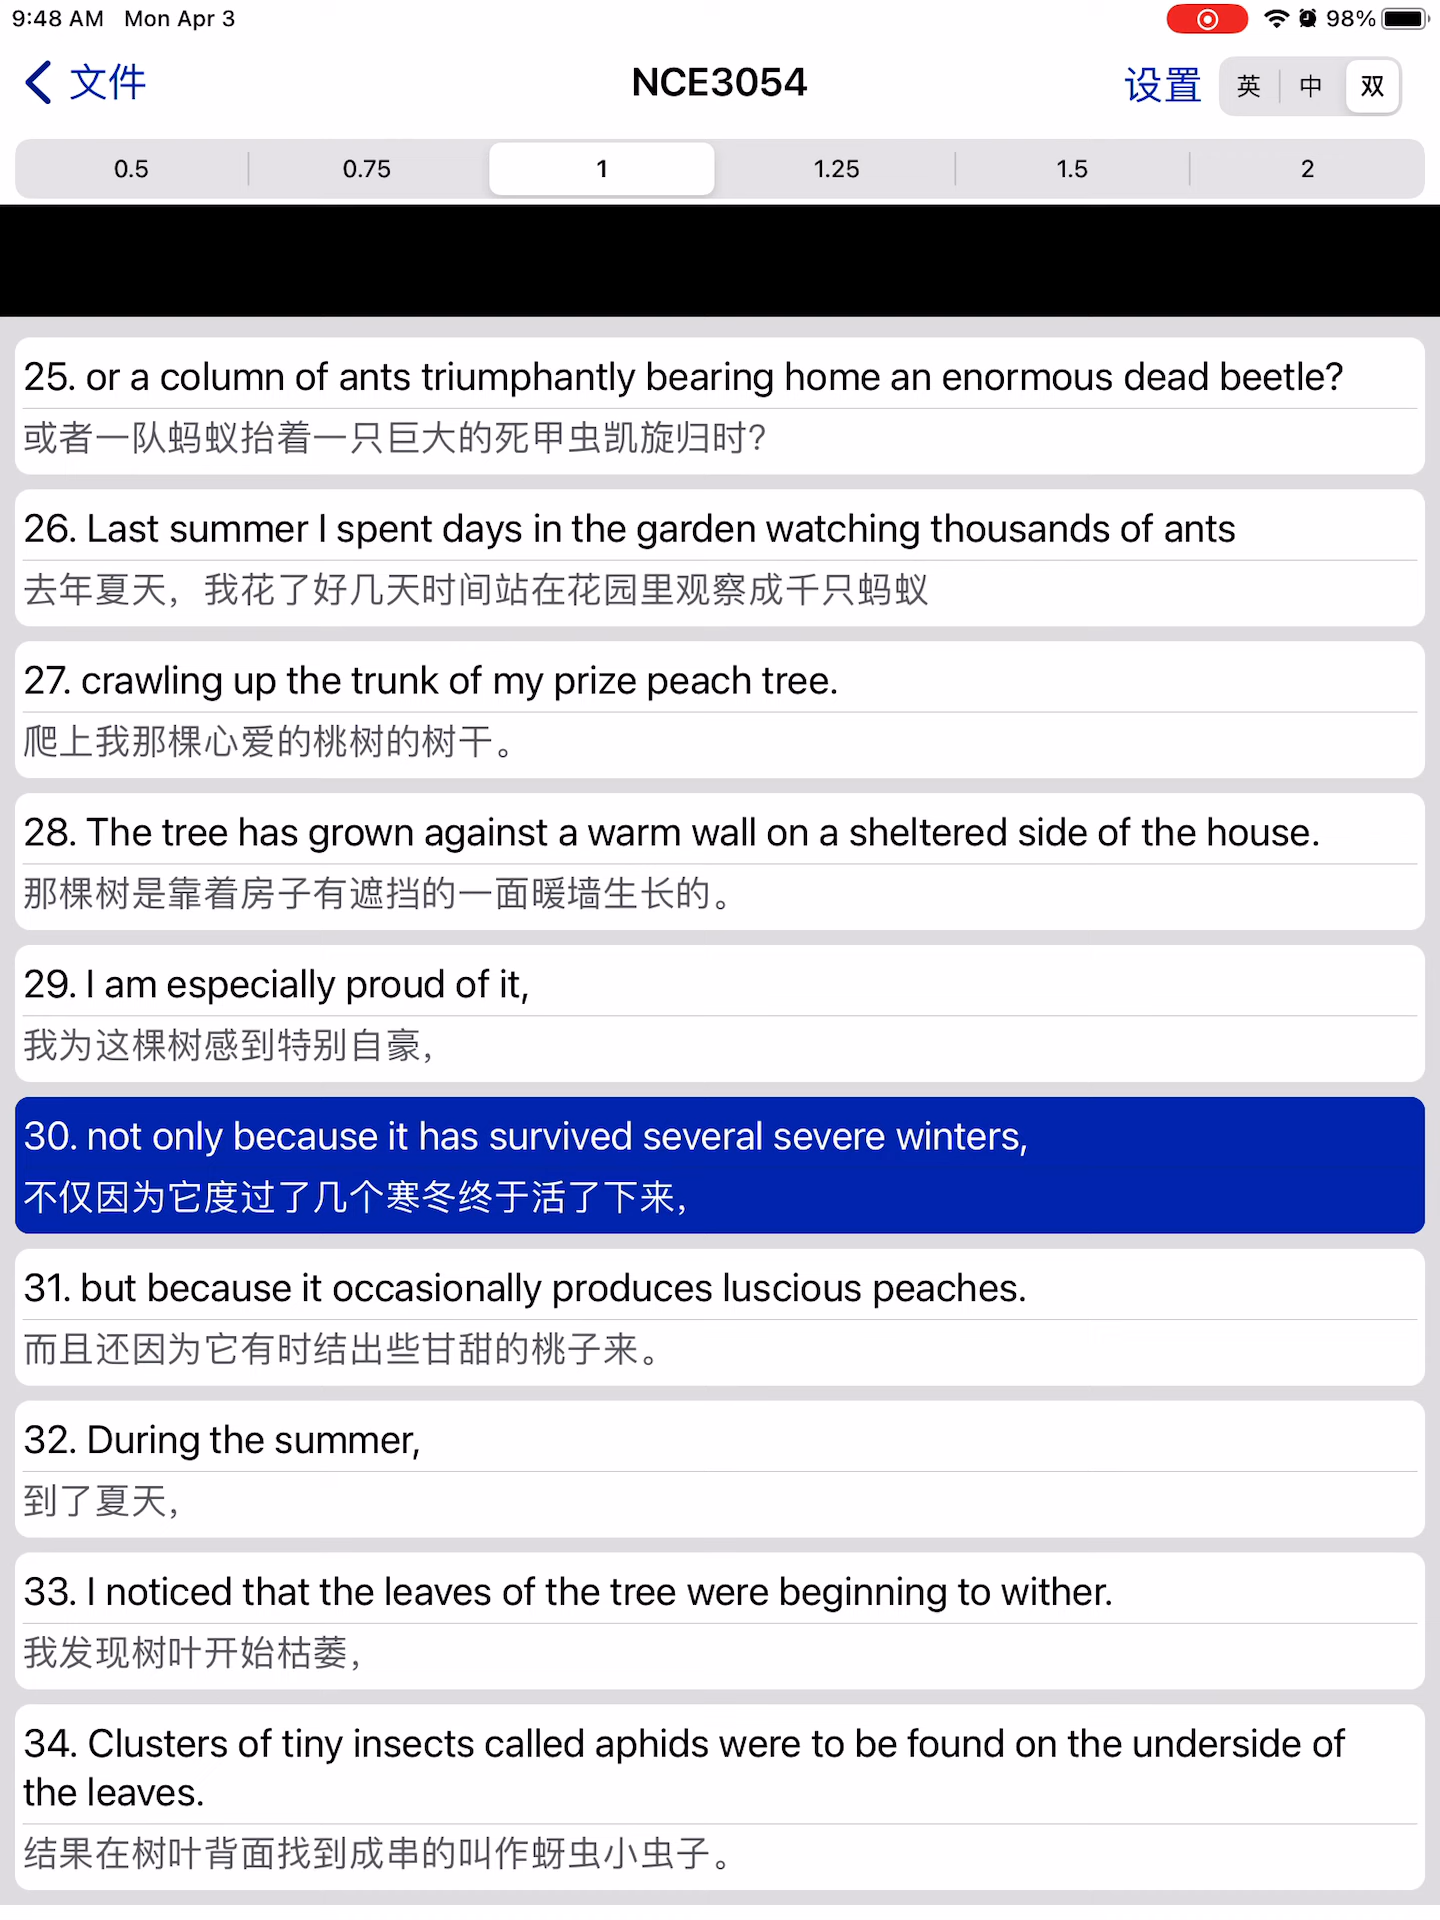 9:48 AM Mon Apr 3 98%
文件 NCE3054 设置 英 中 双
0.5 0.75 1 1.25 1.5 2
25. or a column of ants triumphantly bearing home an enormous dead beetle?
或者一队蚂蚁抬着一只巨大的死甲虫凯旋归时?
26. Last summer I spent days in the garden watching thousands of ants
去年夏天，我花了好几天时间站在花园里观察成千只蚂蚁
27. crawling up the trunk of my prize peach tree.
爬上我那棵心爱的桃树的树干。
28. The tree has grown against a warm wall on a sheltered side of the house.
那棵树是靠着房子有遮挡的一面暖墙生长的。
29. I am especially proud of it,
我为这棵树感到特别自豪，
30. not only because it has survived several severe winters,
不仅因为它度过了几个寒冬终于活了下来，
31. but because it occasionally produces luscious peaches.
而且还因为它有时结出些甘甜的桃子来。
32. During the summer,
到了夏天，
33. I noticed that the leaves of the tree were beginning to wither.
我发现树叶开始枯萎，
34. Clusters of tiny insects called aphids were to be found on the underside of
the leaves.
结果在树叶背面找到成串的叫作蚜虫小虫子。